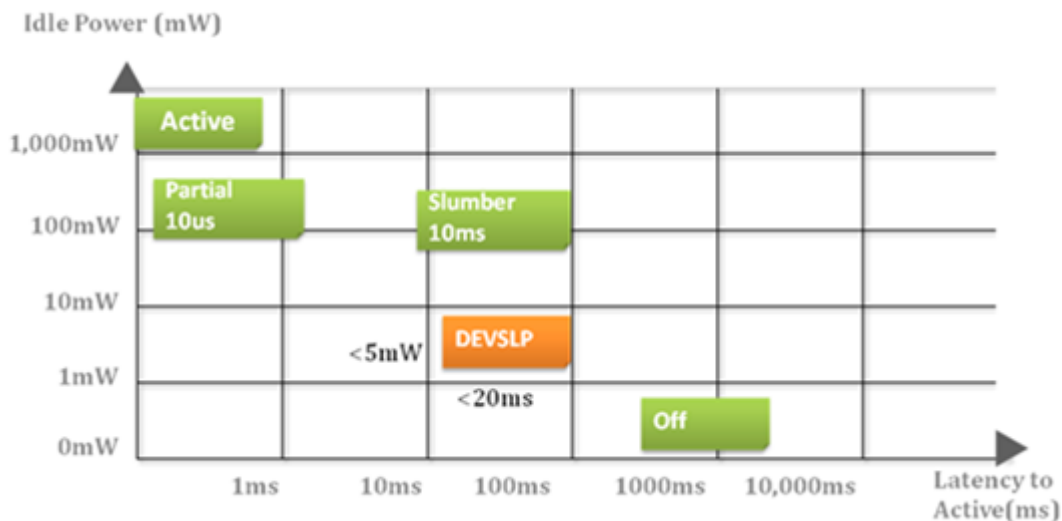 Idle Power (mW)
Active
1,000mW
Partial
10us
Slumber
10ms
100mW
10mW
DEVSLP
<5mW
1mW
<20ms
Off
0mW
1ms
10ms
100ms
1000ms
10,000ms
Latency to
Active(ms)